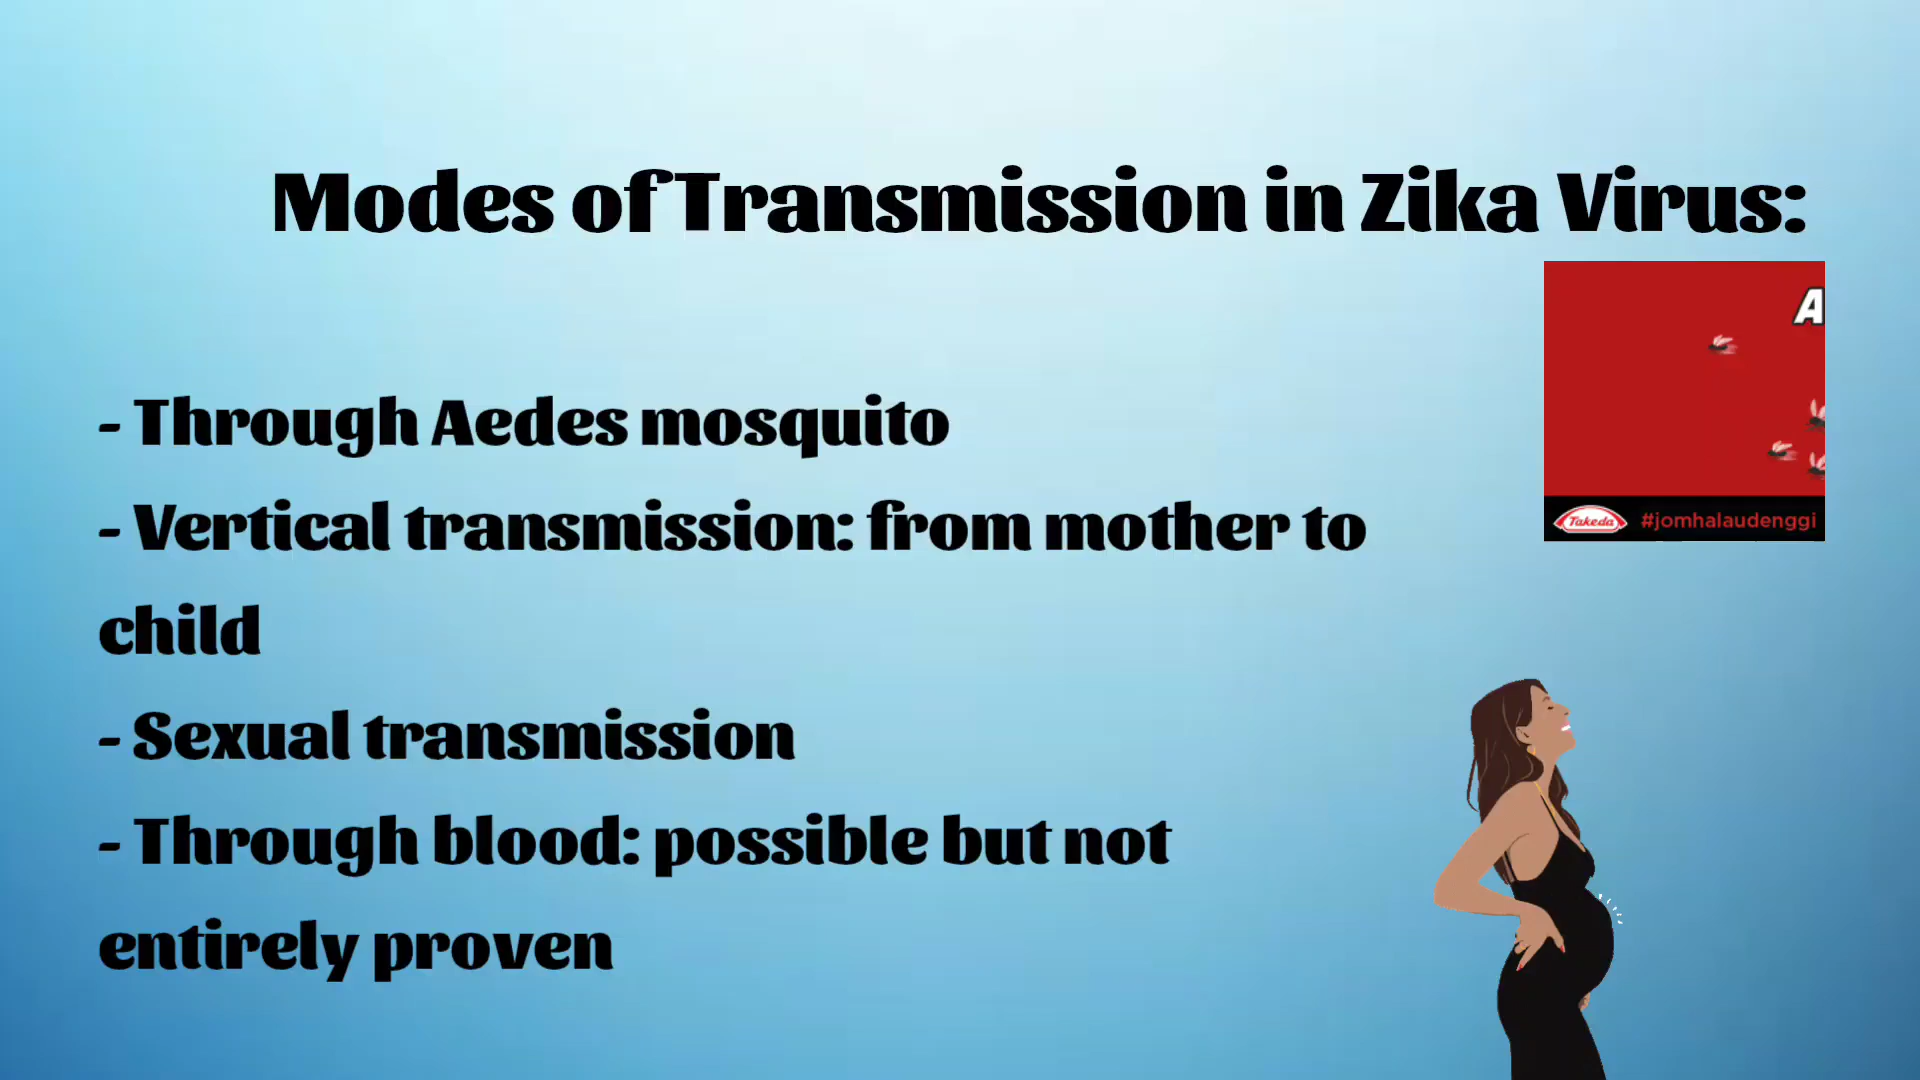 Modes of Transmission in Zika Virus:
A
- Through Aedes mosquito
- Vertical transmission: from mother to
child
Takeda #jomhalaudenggi
- Sexual transmission
- Through blood: possible but not
entirely proven